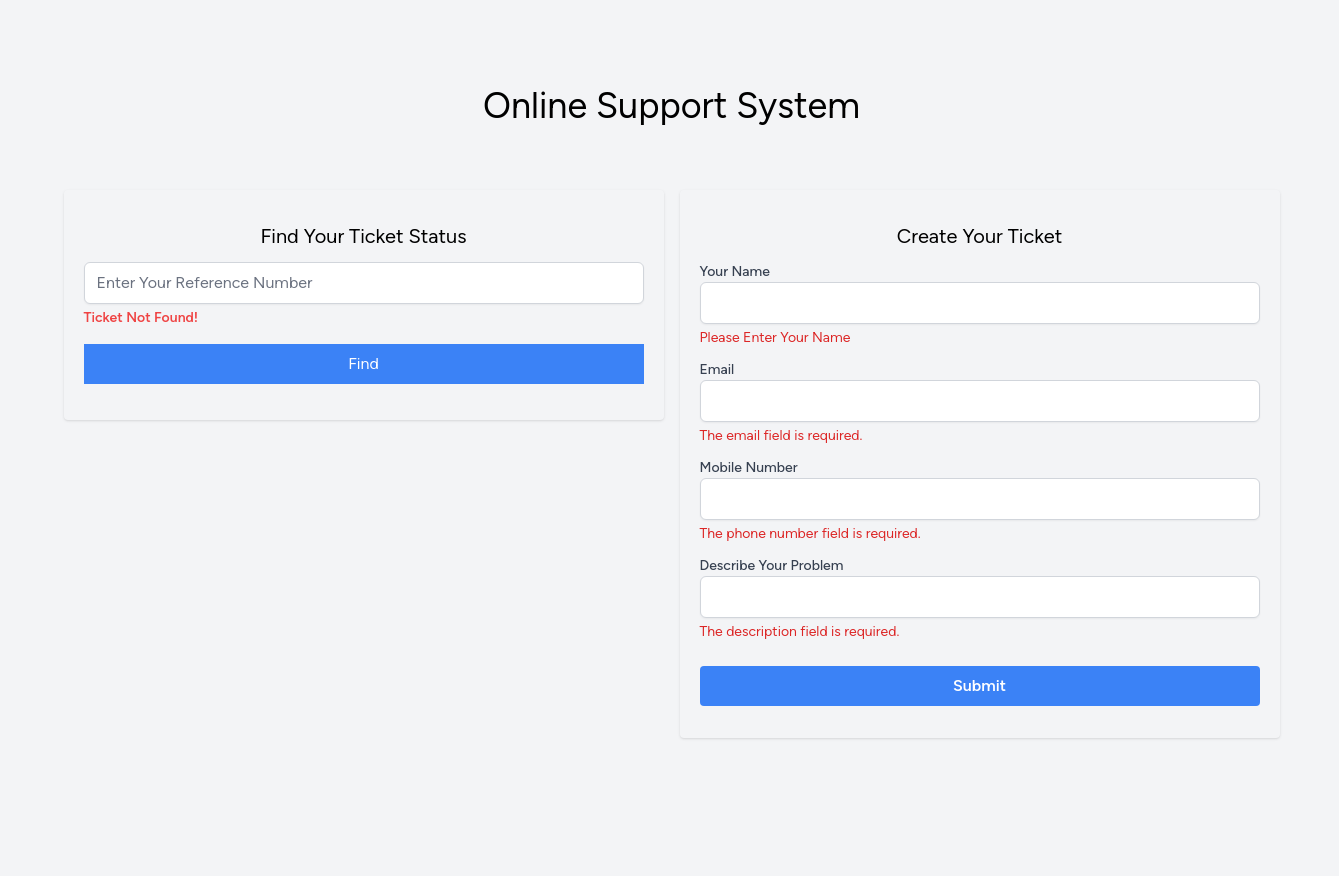 Online Support System
Find Your Ticket Status
Enter Your Reference Number
Ticket Not Found!
Find
Create Your Ticket
Your Name
Please Enter Your Name
Email
The email field is required.
Mobile Number
The phone number field is required.
Describe Your Problem
The description field is required.
Submit